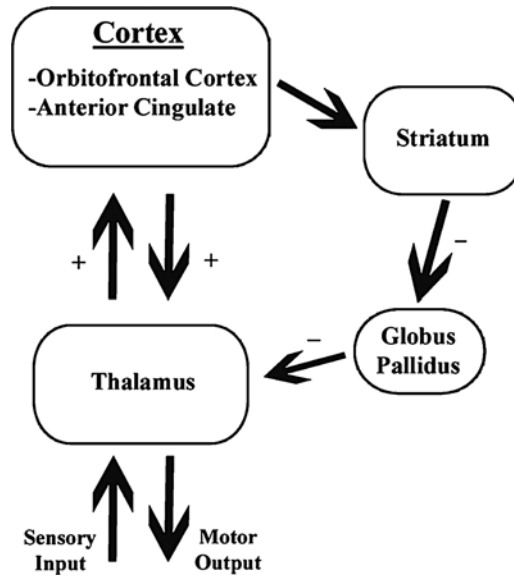 Cortex
-Orbitofrontal Cortex
-Anterior Cingulate
Striatum
+
+
–
–
Globus
Pallidus
Thalamus
Sensory
Input
Motor
Output